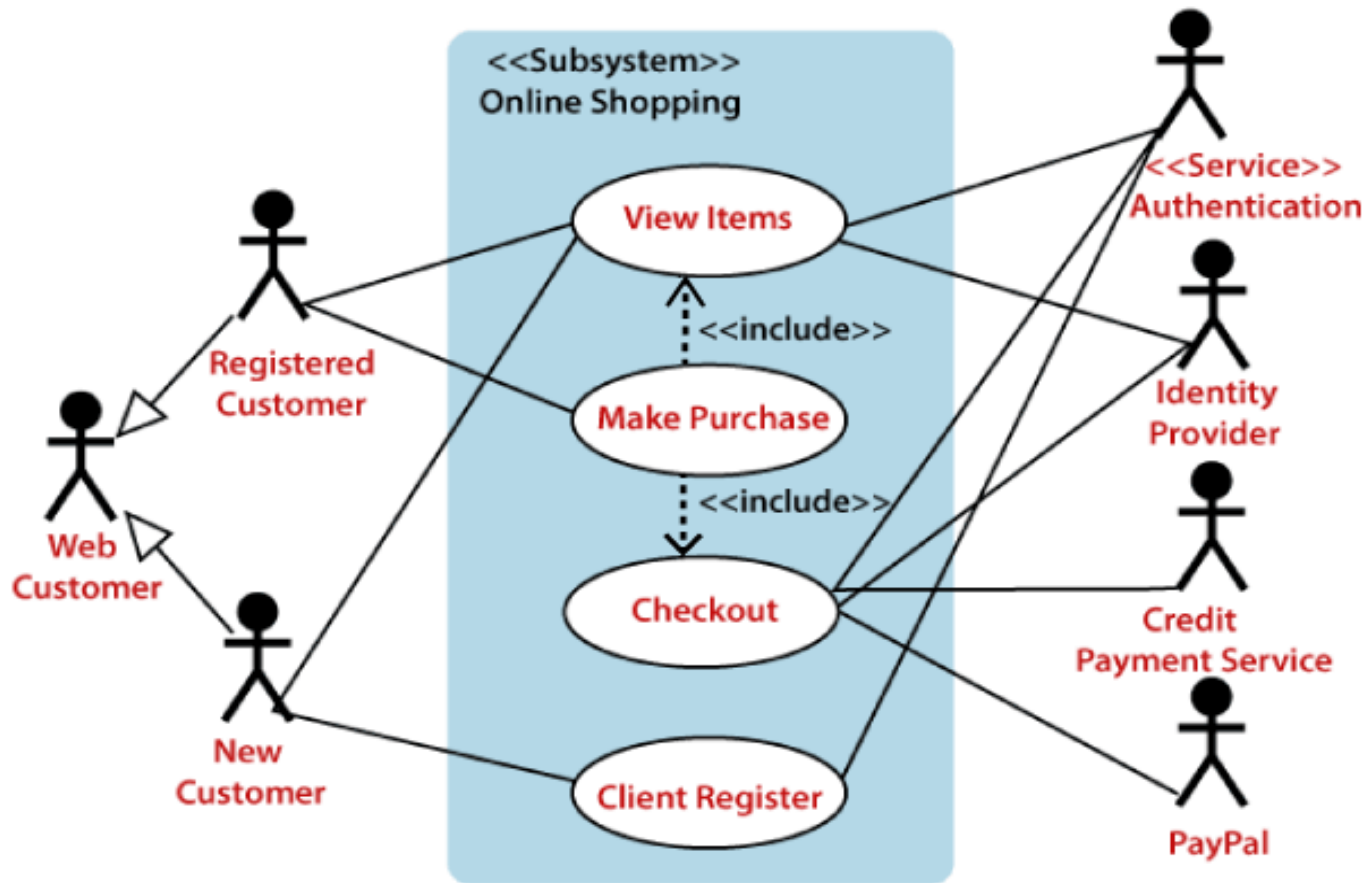 <<Subsystem>>
Online Shopping
<<Service>>
Authentication
View Items
<<include>>
Registered
Customer
Make Purchase
Identity
Provider
<<include>>
Web
Customer
Checkout
Credit
Payment Service
New
Customer
Client Register
PayPal